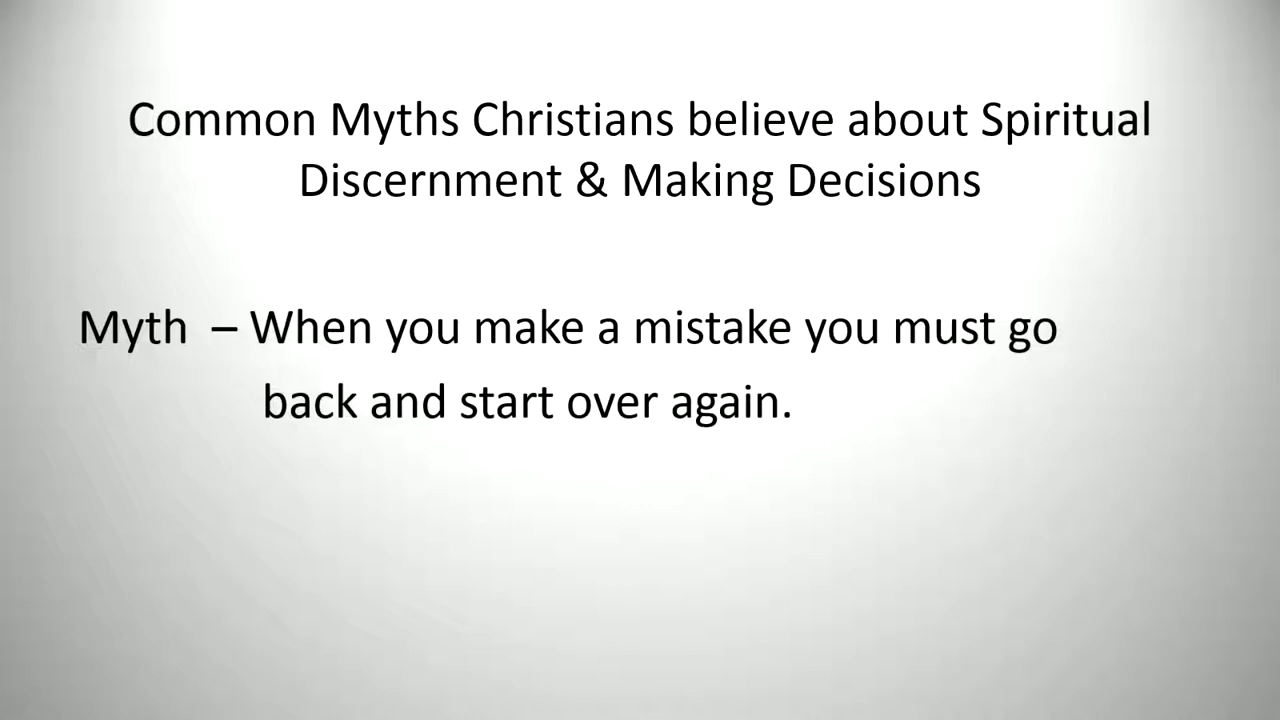 Common Myths Christians believe about Spiritual
Discernment & Making Decisions
Myth – When you make a mistake you must go
back and start over again.